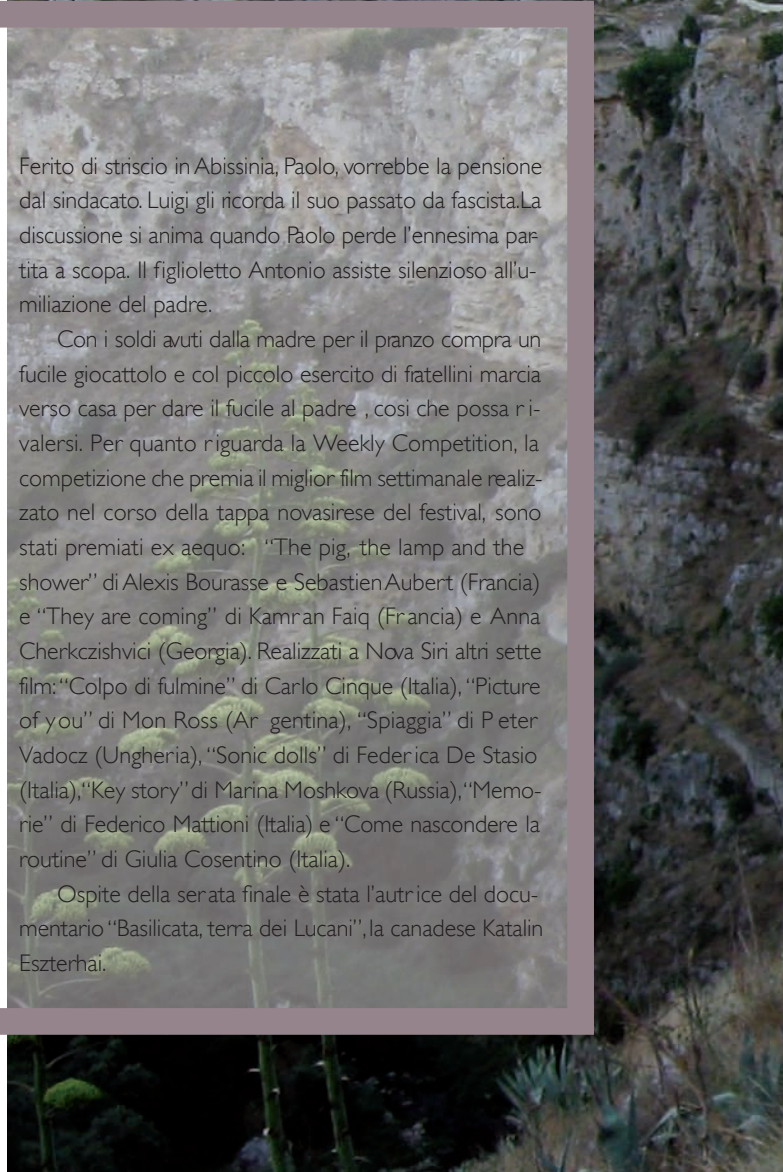 Ferito di striscio in Abissinia, Paolo, vorrebbe la pensione
dal sindacato. Luigi gli ricorda il suo passato da fascista.La
discussione si anima quando Paolo perde l'ennesima par-
tita a scopa. Il figlioletto Antonio assiste silenzioso all'u-
miliazione del padre.
Con i soldi avuti dalla madre per il pranzo compra un
fucile giocattolo e col piccolo esercito di fratellini marcia
verso casa per dare il fucile al padre , cosi che possa ri-
valersi. Per quanto riguarda la Weekly Competition, la
competizione che premia il miglior film settimanale realiz-
zato nel corso della tappa novasirese del festival, sono
stati premiati ex aequo: “The pig, the lamp and the
shower” di Alexis Bourasse e Sebastien Aubert (Francia)
e “They are coming” di Kamran Faiq (Francia) e Anna
Cherkczishvici (Georgia). Realizzati a Nova Siri altri sette
film: “Colpo di fulmine” di Carlo Cinque (Italia), “Picture
of you” di Mon Ross (Argentina), “Spiaggia” di Peter
Vadocz (Ungheria), “Sonic dolls” di Federica De Stasio
(Italia),“Key story” di Marina Moshkova (Russia),“Memo-
rie” di Federico Mattioni (Italia) e “Come nascondere la
routine” di Giulia Cosentino (Italia).
Ospite della serata finale è stata l'autrice del docu-
mentario “Basilicata, terra dei Lucani”, la canadese Katalin
Eszterhai.